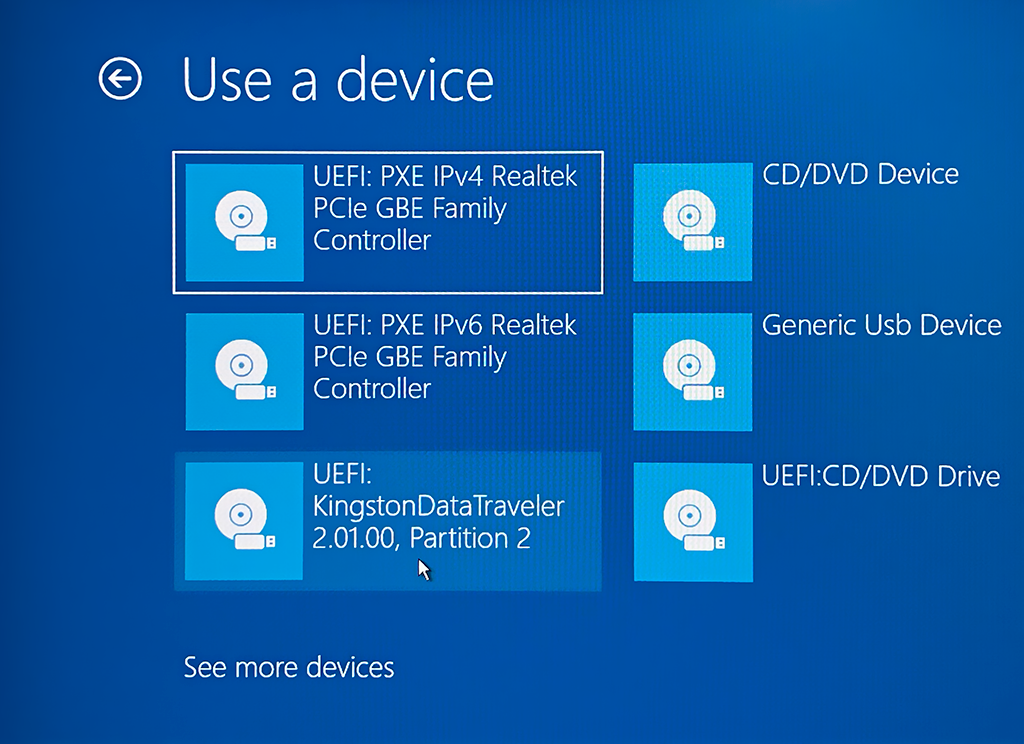 Use a device
UEFI: PXE IPv4 Realtek
PCIe GBE Family
Controller
CD/DVD Device
UEFI: PXE IPv6 Realtek
PCIe GBE Family
Controller
Generic Usb Device
UEFI:
KingstonDataTraveler
2.01.00, Partition 2
UEFI:CD/DVD Drive
See more devices